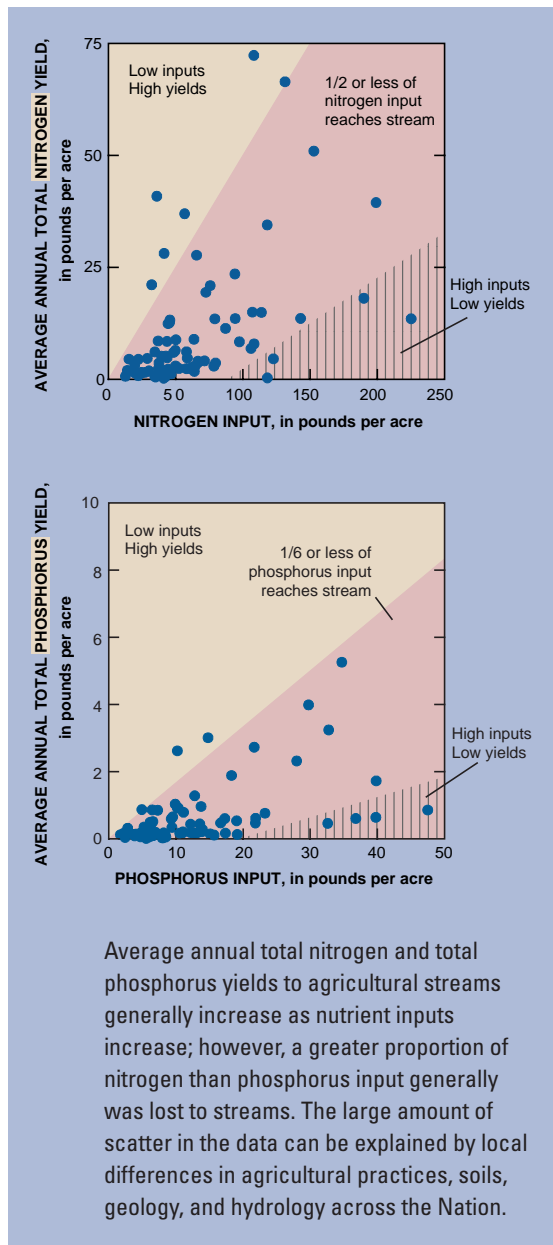 AVERAGE ANNUAL TOTAL NITROGEN YIELD,
in pounds per acre
75
50
25
0
Low inputs
High yields
1/2 or less of
nitrogen input
reaches stream
High inputs
Low yields
0 50 100 150 200 250
NITROGEN INPUT, in pounds per acre
AVERAGE ANNUAL TOTAL PHOSPHORUS YIELD,
in pounds per acre
10
8
6
4
2
0
Low inputs
High yields
1/6 or less of
phosphorus input
reaches stream
High inputs
Low yields
0 10 20 30 40 50
PHOSPHORUS INPUT, in pounds per acre
Average annual total nitrogen and total
phosphorus yields to agricultural streams
generally increase as nutrient inputs
increase; however, a greater proportion of
nitrogen than phosphorus input generally
was lost to streams. The large amount of
scatter in the data can be explained by local
differences in agricultural practices, soils,
geology, and hydrology across the Nation.